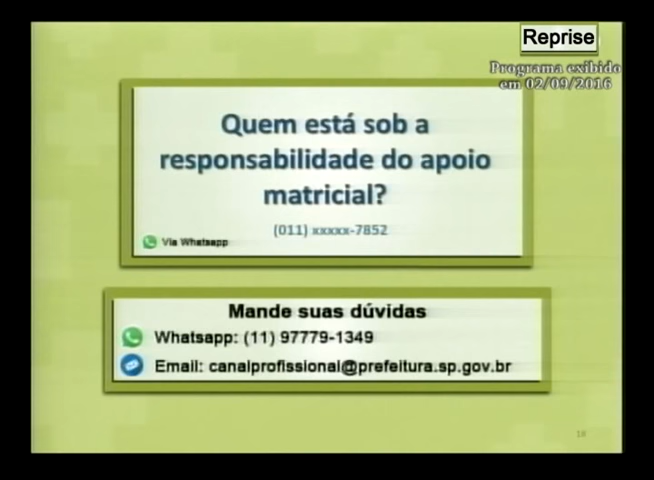 Reprise
Programa exibido
em 02/09/2016
Quem está sob a
responsabilidade do apoio
matricial?
(011) xxxxx-7852
Via Whatsapp
Mande suas dúvidas
Whatsapp: (11) 97779-1349
Email: canalprofissional@prefeitura.sp.gov.br
18